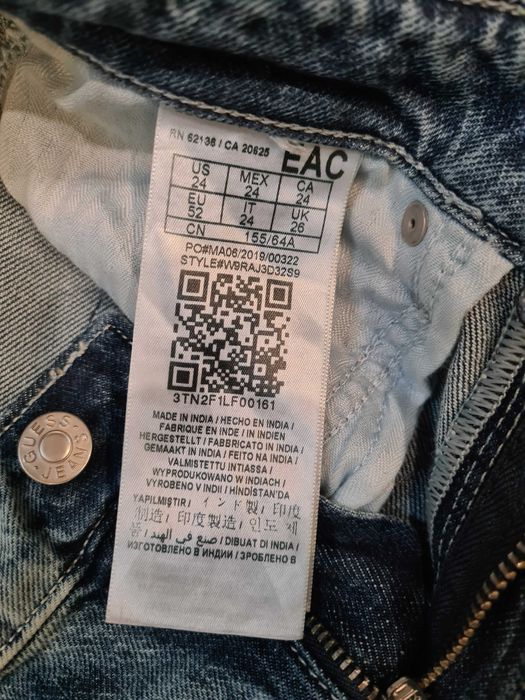 RN 62136 / CA 20625
EAC
US 24 MEX 24 CA 24
EU 52 IT 24 UK 26
CN 155/64A
PO#MA06/2019/00322
STYLE#W9RAJ3D32S9
3TN2F1LF00161
MADE IN INDIA / HECHO EN INDIA /
FABRIQUE EN INDE / IN INDIEN
HERGESTELLT / FABBRICATO IN INDIA /
GEMAAKT IN INDIA / FEITO NA INDIA /
VALMISTETTU INTIASSA /
WYPRODUKOWANO W INDIACH /
VYROBENO V INDII / HİNDİSTAN'DA
YAPILMIŞTIR / インド製 / 印度
制造 / 印度製造 / 인도 제
품 / صنع في الهند / DIBUAT DI INDIA /
ИЗГОТОВЛЕНО В ИНДИИ / ЗРОБЛЕНО В
GUESS
JEANS